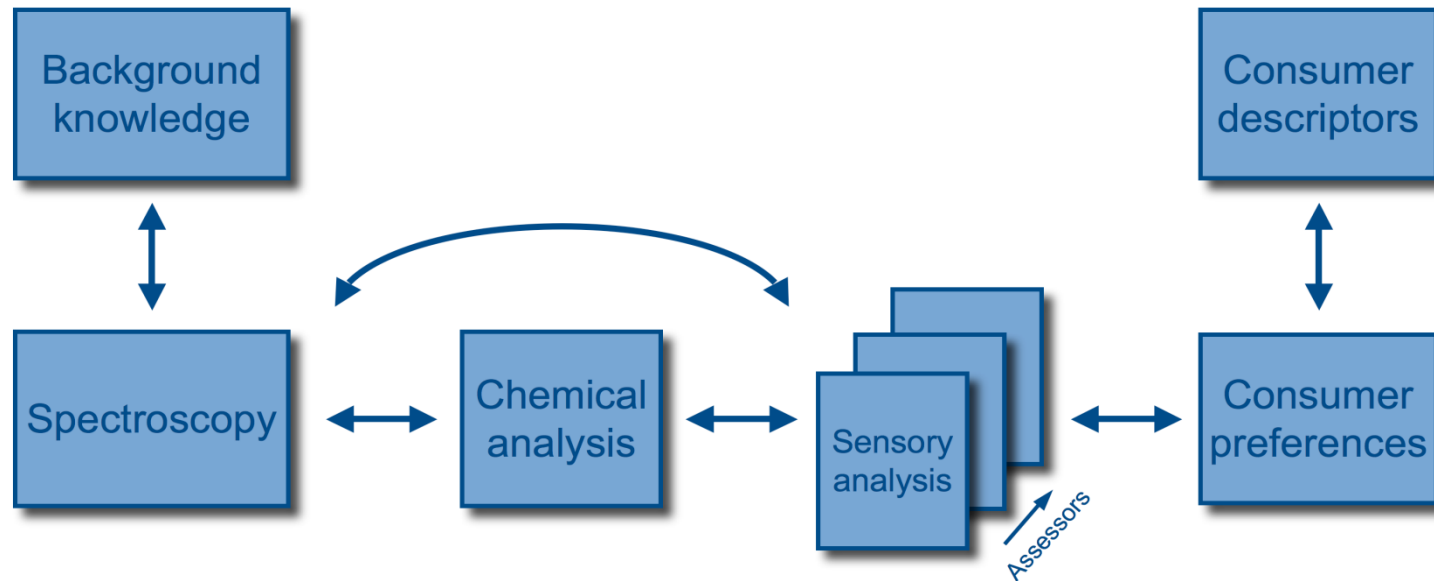 Background
knowledge
Consumer
descriptors
Spectroscopy
Chemical
analysis
Sensory
analysis
Assessors
Consumer
preferences